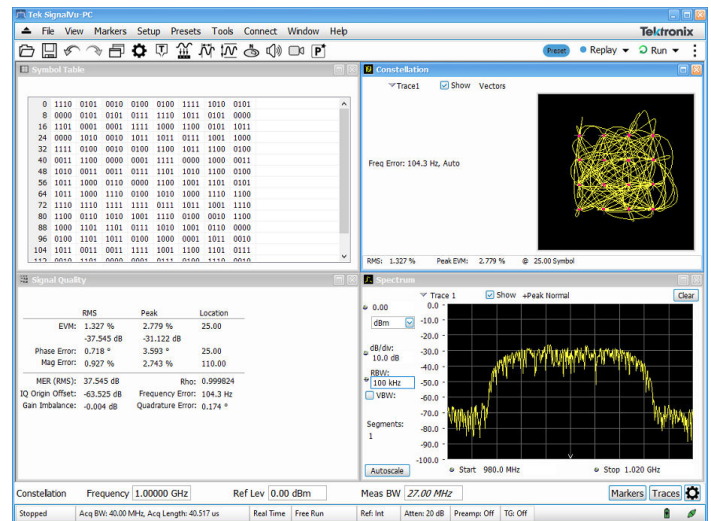 Tek SignalVu-PC
File View Markers Setup Presets Tools Connect Window Help
Tektronix
Preset Replay Run
Symbol Table
0 1110 0101 0010 0100 0100 1111 1010 0101
8 0000 0101 0101 0111 1110 1011 0101 0000
16 1101 0001 0001 1111 1000 1100 0101 1011
24 0000 1010 0010 1011 1011 0111 1001 1000
32 1111 0100 0010 0100 1100 1011 1100 0100
40 0011 1100 0000 0001 1111 0000 1000 0011
48 1010 0011 0011 0111 1101 1010 1100 0100
56 1011 1000 0110 0000 1100 1001 1101 0101
64 1011 1000 1110 0100 1010 1000 1110 1100
72 1110 1110 1111 1111 0111 1011 1001 1110
80 1100 0110 1010 1001 1110 0100 0010 1100
88 1000 1101 1101 0111 1010 1001 0110 0000
96 0100 1101 1011 0100 1000 0001 1011 0010
104 1011 0011 0011 1111 1001 1100 1101 0111
Constellation
Trace1 Show Vectors
Freq Error: 104.3 Hz, Auto
RMS: 1.327 % Peak EVM: 2.779 % @ 25.00 Symbol
Signal Quality
RMS Peak Location
EVM: 1.327 % 2.779 % 25.00
-37.545 dB -31.122 dB
Phase Error: 0.718 ° 3.593 ° 25.00
Mag Error: 0.927 % 2.743 % 110.00
MER (RMS): 37.545 dB Rho: 0.999824
IQ Origin Offset: -63.525 dB Frequency Error: 104.3 Hz
Gain Imbalance: -0.004 dB Quadrature Error: 0.174 °
Spectrum
Trace 1 Show +Peak Normal Clear
0.00
dBm
dB/div:
10.0 dB
RBW:
100 kHz
VBW:
Segments:
1
Autoscale
0.0
-10.0
-20.0
-30.0
-40.0
-50.0
-60.0
-70.0
-80.0
-90.0
-100.0
Start 980.0 MHz Stop 1.020 GHz
Constellation Frequency 1.00000 GHz Ref Lev 0.00 dBm Meas BW 27.00 MHz Markers Traces
Stopped Acq BW: 40.00 MHz, Acq Length: 40.517 us Real Time Free Run Ref: Int Atten: 20 dB Preamp: Off TG: Off